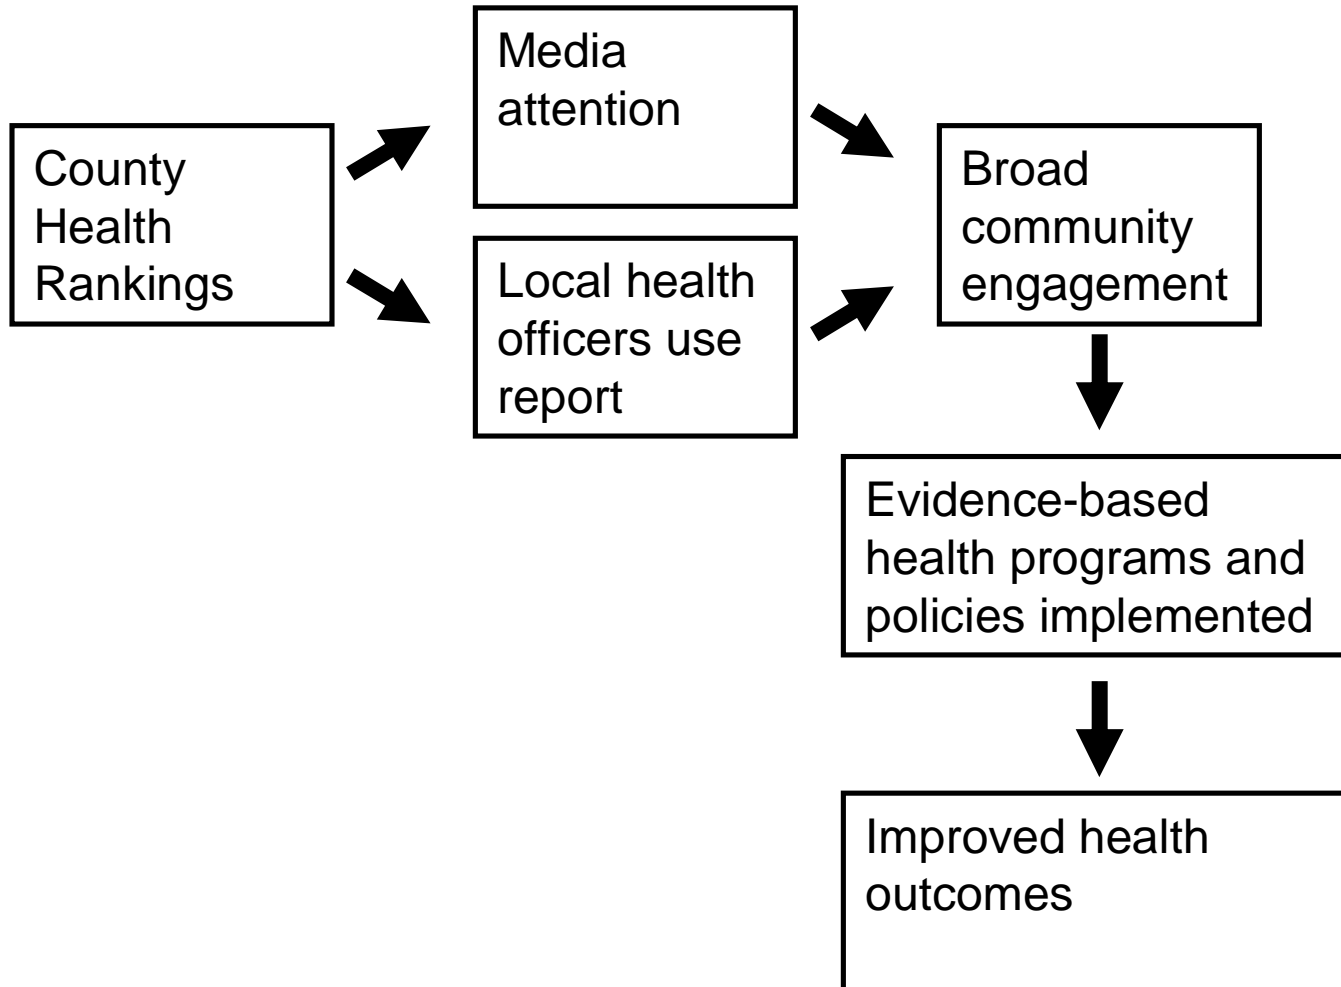 County
Health
Rankings
Media
attention
Local health
officers use
report
Broad
community
engagement
Evidence-based
health programs and
policies implemented
Improved health
outcomes